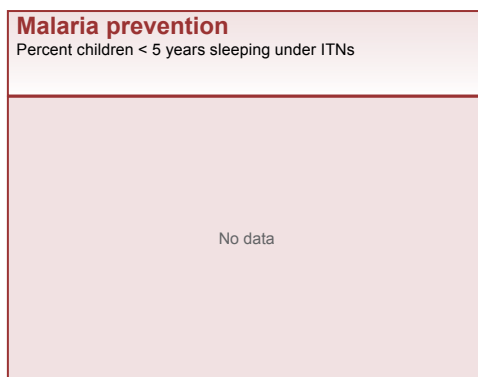 Malaria prevention
Percent children < 5 years sleeping under ITNs
No data